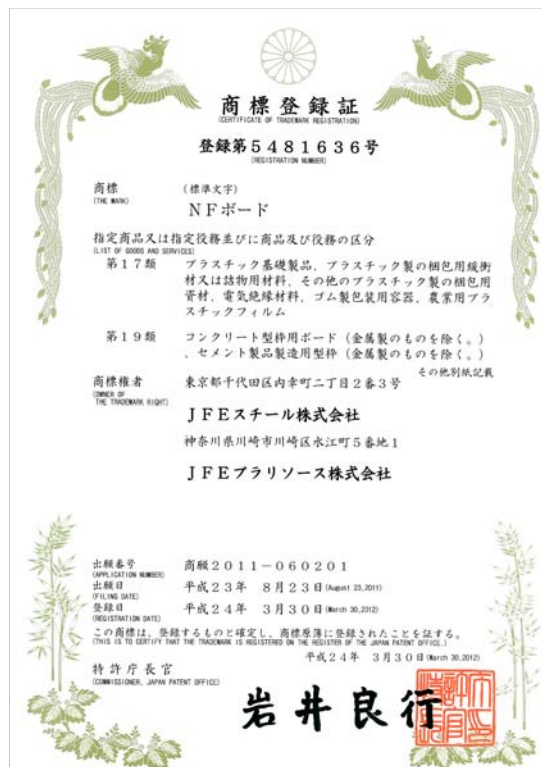 商標登録証
(CERTIFICATE OF TRADEMARK REGISTRATION)
登録第5481636号
(REGISTRATION NUMBER)
商標 (標準文字)
(THE MARK)
NFボード
指定商品又は指定役務並びに商品及び役務の区分
(LIST OF GOODS AND SERVICES)
第17類 プラスチック基礎製品,プラスチック製の梱包用緩衝
材又は詰物用材料,その他のプラスチック製の梱包用
資材,電気絶縁材料,ゴム製包装用容器,農業用プラ
スチックフィルム
第19類 コンクリート型枠用ボード(金属製のものを除く。)
,セメント製品製造用型枠(金属製のものを除く。)
その他別紙記載
商標権者 東京都千代田区内幸町二丁目2番3号
(OWNER OF
THE TRADEMARK RIGHT)
JFEスチール株式会社
神奈川県川崎市川崎区水江町5番地1
JFEプラリソース株式会社
出願番号 商願2011-060201
(APPLICATION NUMBER)
出願日 平成23年 8月23日(August 23,2011)
(FILING DATE)
登録日 平成24年 3月30日(March 30,2012)
(REGISTRATION DATE)
この商標は、登録するものと確定し、商標原簿に登録されたことを証する。
(THIS IS TO CERTIFY THAT THE TRADEMARK IS REGISTERED ON THE REGISTER OF THE JAPAN PATENT OFFICE.)
平成24年 3月30日(March 30,2012)
特許庁長官
(COMMISSIONER, JAPAN PATENT OFFICE)
岩井良行